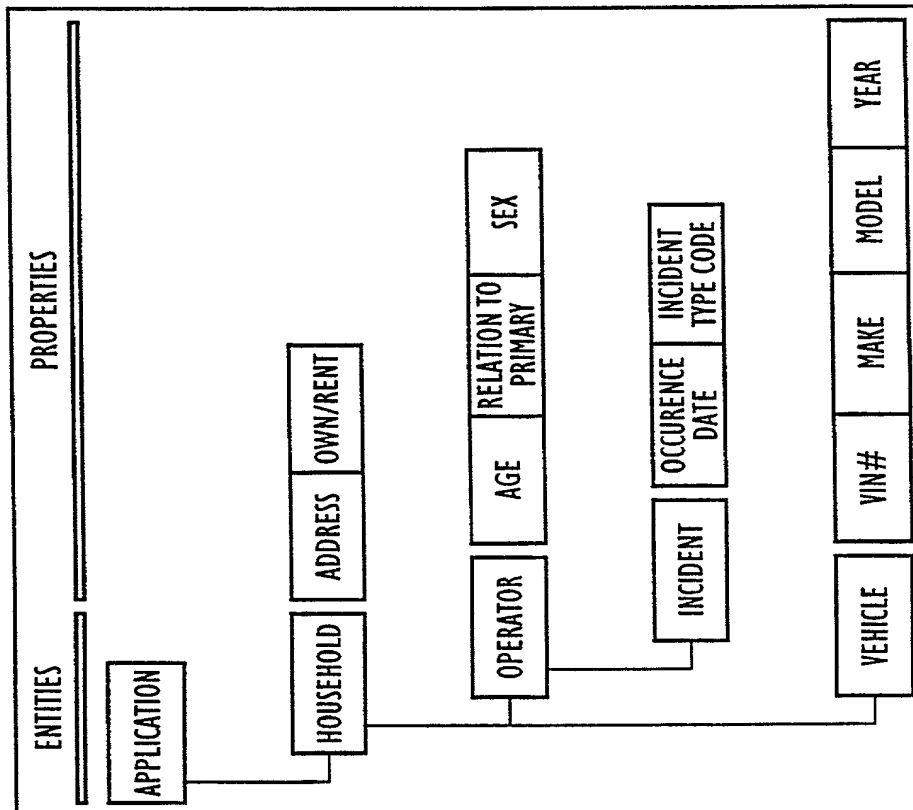 ENTITIES
PROPERTIES
APPLICATION
HOUSEHOLD
ADDRESS
OWN/RENT
OPERATOR
AGE
RELATION TO
PRIMARY
SEX
INCIDENT
OCCURENCE
DATE
INCIDENT
TYPE CODE
VEHICLE
VIN#
MAKE
MODEL
YEAR